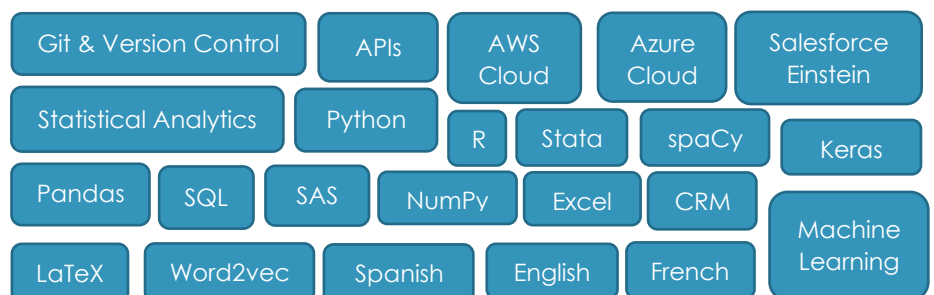 Git & Version Control
APIs
AWS
Cloud
Azure
Cloud
Salesforce
Einstein
Statistical Analytics
Python
R
Stata
spaCy
Keras
Pandas
SQL
SAS
NumPy
Excel
CRM
Machine
Learning
LaTeX
Word2vec
Spanish
English
French